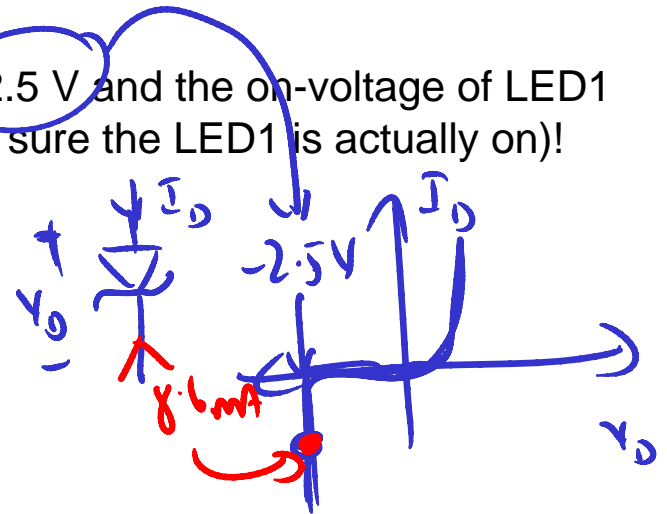 2.5 V and the on-voltage of LED1
sure the LED1 is actually on)!
I_D
I_D
-2.5V
V_D
8.6mA
V_D